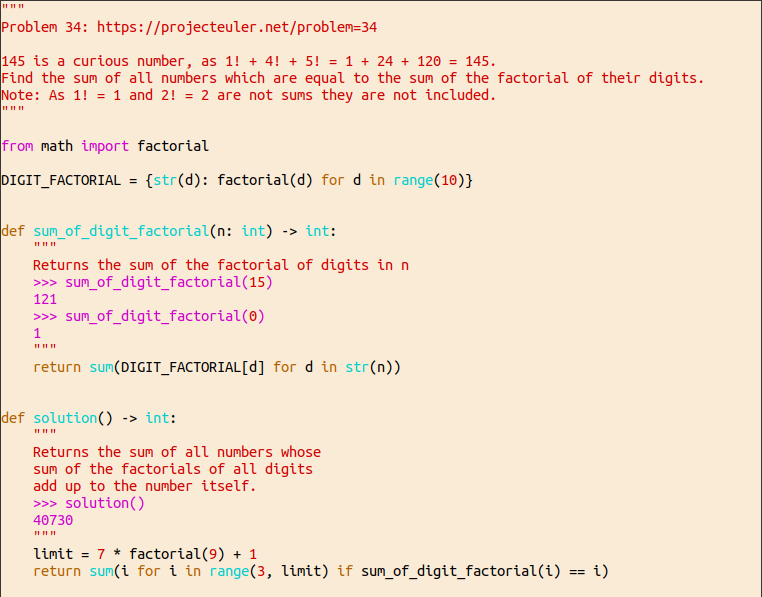 """
Problem 34: https://projecteuler.net/problem=34

145 is a curious number, as 1! + 4! + 5! = 1 + 24 + 120 = 145.
Find the sum of all numbers which are equal to the sum of the factorial of their digits.
Note: As 1! = 1 and 2! = 2 are not sums they are not included.
"""

from math import factorial

DIGIT_FACTORIAL = {str(d): factorial(d) for d in range(10)}


def sum_of_digit_factorial(n: int) -> int:
    """
    Returns the sum of the factorial of digits in n
    >>> sum_of_digit_factorial(15)
    121
    >>> sum_of_digit_factorial(0)
    1
    """
    return sum(DIGIT_FACTORIAL[d] for d in str(n))


def solution() -> int:
    """
    Returns the sum of all numbers whose
    sum of the factorials of all digits
    add up to the number itself.
    >>> solution()
    40730
    """
    limit = 7 * factorial(9) + 1
    return sum(i for i in range(3, limit) if sum_of_digit_factorial(i) == i)